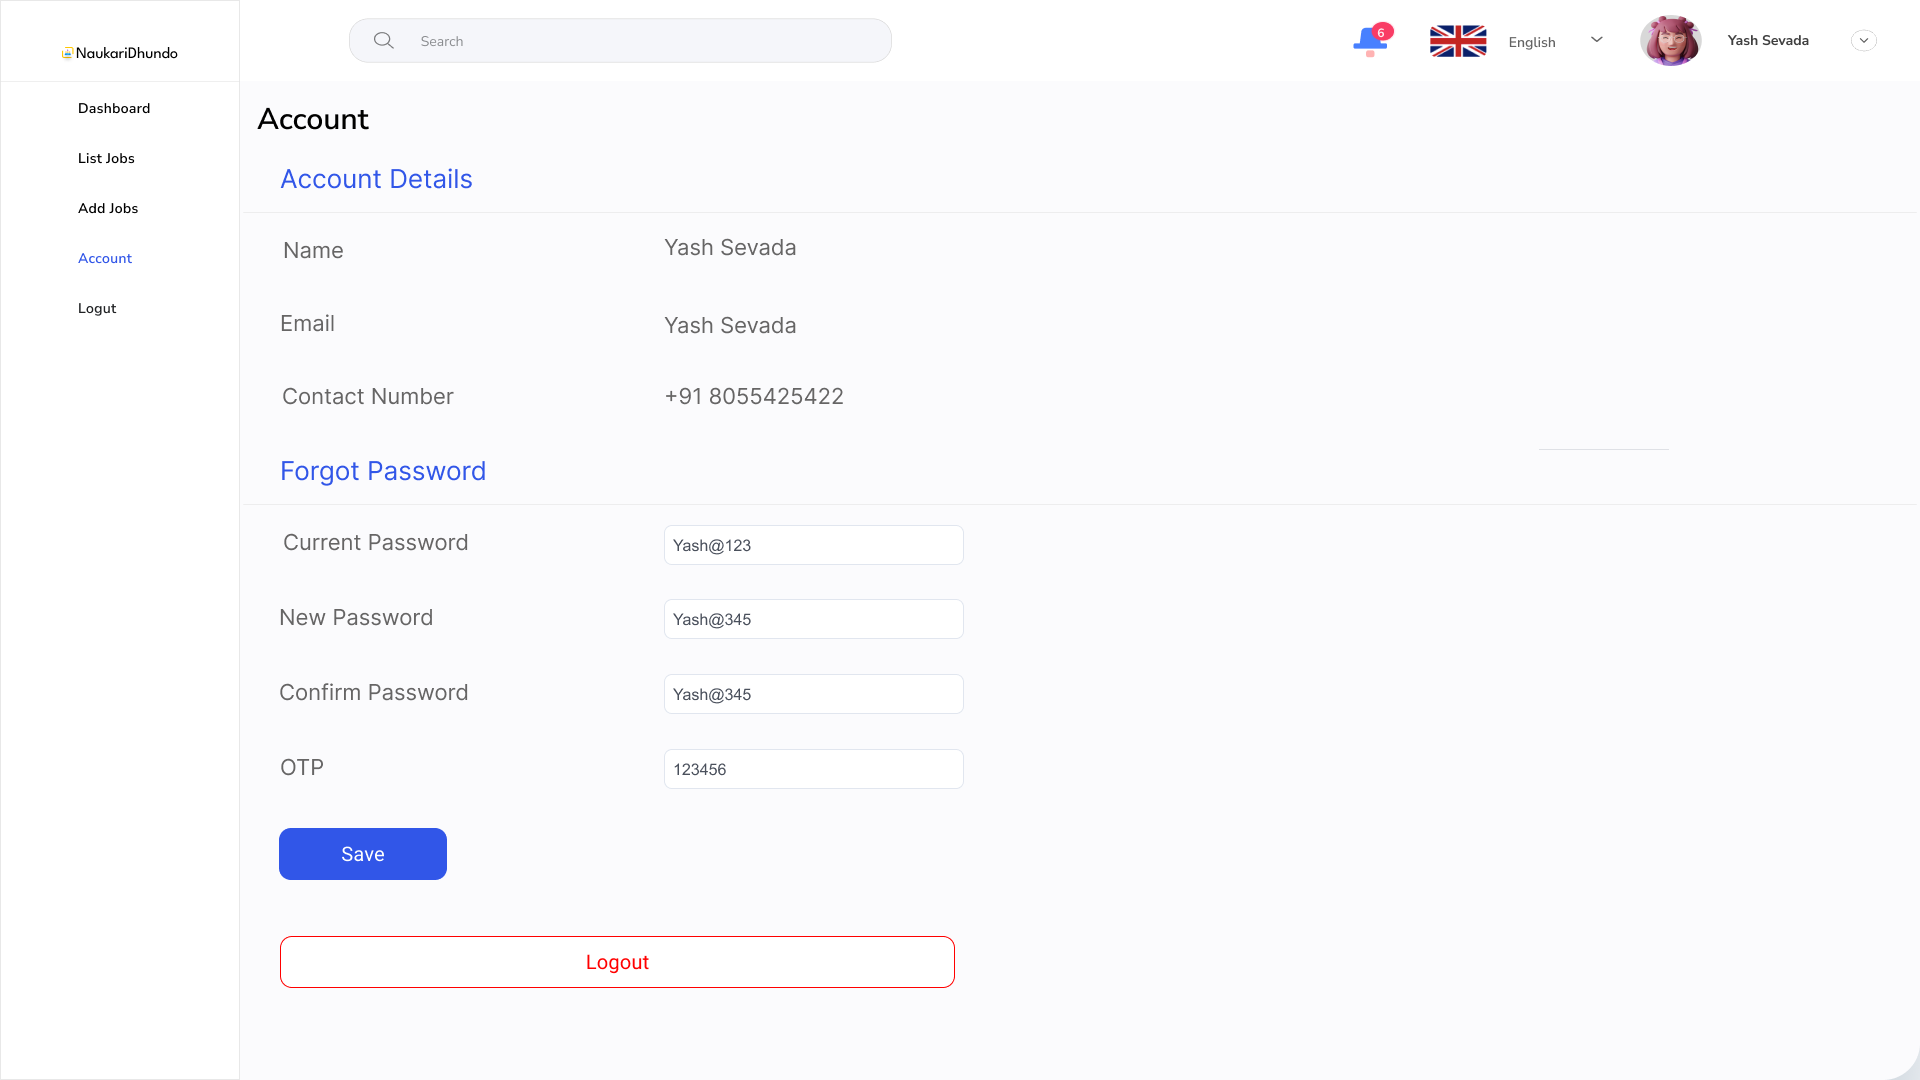 NaukariDhundo
Search
6
English
Yash Sevada
Dashboard
List Jobs
Add Jobs
Account
Logut
Account
Account Details
Name
Yash Sevada
Email
Yash Sevada
Contact Number
+91 8055425422
Forgot Password
Current Password
Yash@123
New Password
Yash@345
Confirm Password
Yash@345
OTP
123456
Save
Logout